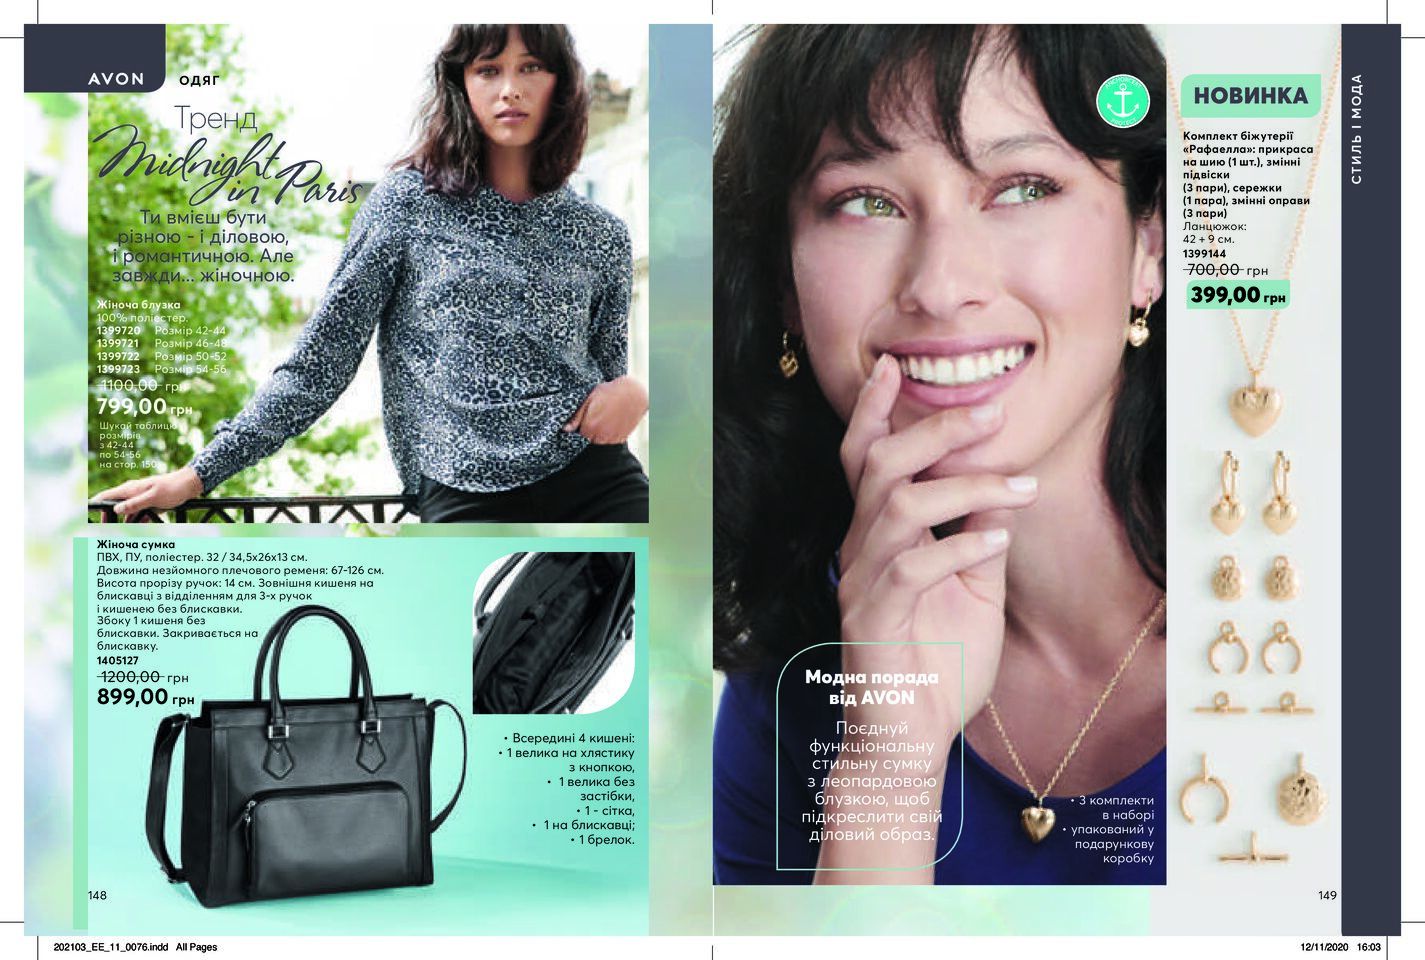 AVON
ОДЯГ
Тренд
Midnight
in Paris
Ти вмієш бути
різною - і діловою,
і романтичною. Але
завжди... жіночною.
Жіноча блузка
100% поліестер.
1399720 Розмір 42-44
1399721 Розмір 46-48
1399722 Розмір 50-52
1399723 Розмір 54-56
1100,00 грн
799,00 грн
Шукай таблицю
розмірів
з 42-44
по 54-56
на стор. 150
Жіноча сумка
ПВХ, ПУ, поліестер. 32 / 34,5х26х13 см.
Довжина незйомного плечового ременя: 67-126 см.
Висота прорізу ручок: 14 см. Зовнішня кишеня на
блискавці з відділенням для 3-х ручок
і кишенею без блискавки.
Збоку 1 кишеня без
блискавки. Закривається на
блискавку.
1405127
1200,00 грн
899,00 грн
• Всередині 4 кишені:
• 1 велика на хлястику
з кнопкою,
• 1 велика без
застібки,
• 1 - сітка,
• 1 на блискавці;
• 1 брелок.
148
НОВИНКА
Комплект біжутерії
«Рафаелла»: прикраса
на шию (1 шт.), змінні
підвіски
(3 пари), сережки
(1 пара), змінні оправи
(3 пари)
Ланцюжок:
42 + 9 см.
1399144
700,00 грн
399,00 грн
СТИЛЬ І МОДА
Модна порада
від AVON
Поєднуй
функціональну
стильну сумку
з леопардовою
блузкою, щоб
підкреслити свій
діловий образ.
• 3 комплекти
в наборі
• упакований у
подарункову
коробку
149
202103_EE_11_0076.indd All Pages
12/11/2020 16:03